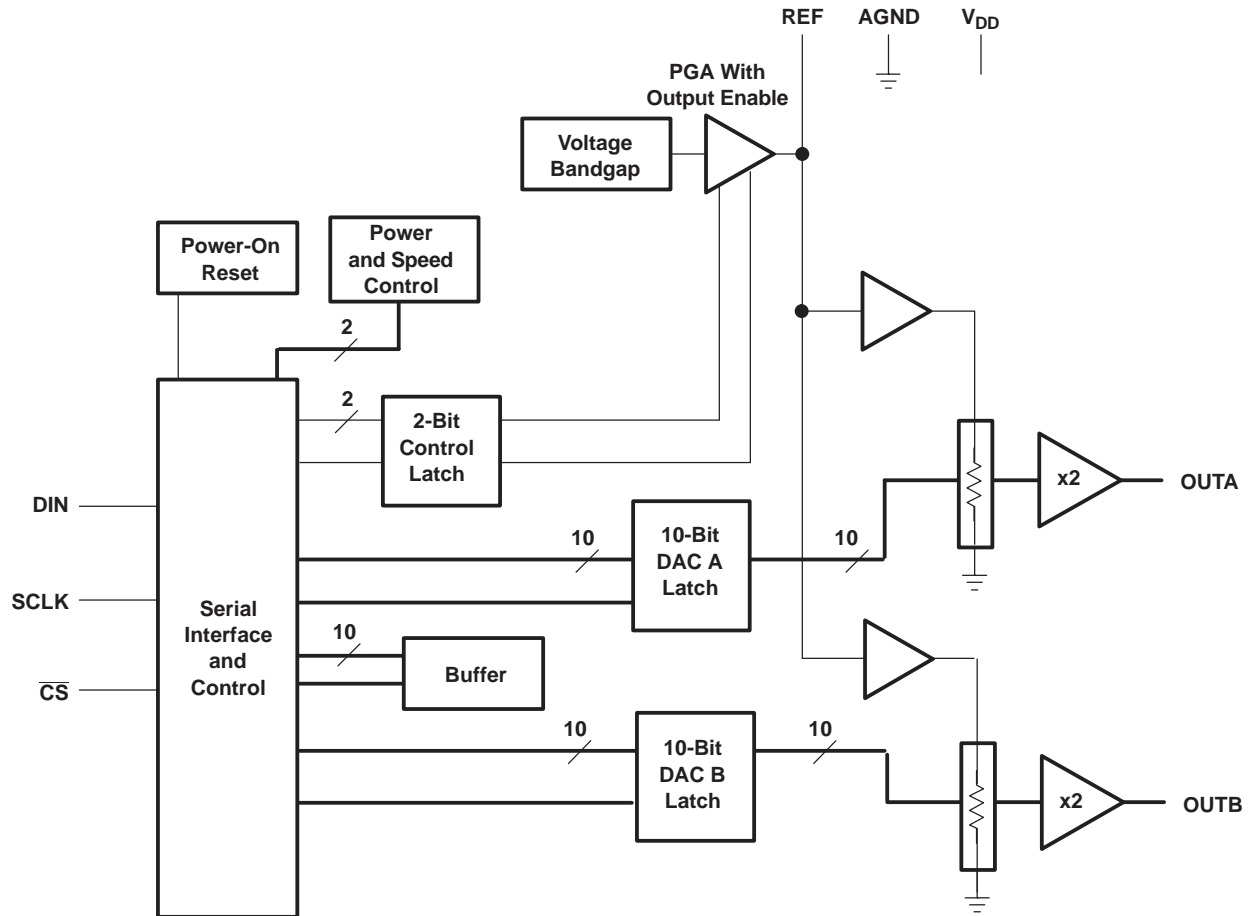 REF AGND VDD
PGA With
Output Enable
Voltage
Bandgap
Power-On
Reset
Power
and Speed
Control
2
2
2-Bit
Control
Latch
x2
OUTA
DIN
10
10-Bit
DAC A
Latch
10
SCLK
Serial
Interface
and
Control
10
Buffer
CS
10
10-Bit
DAC B
Latch
10
x2
OUTB